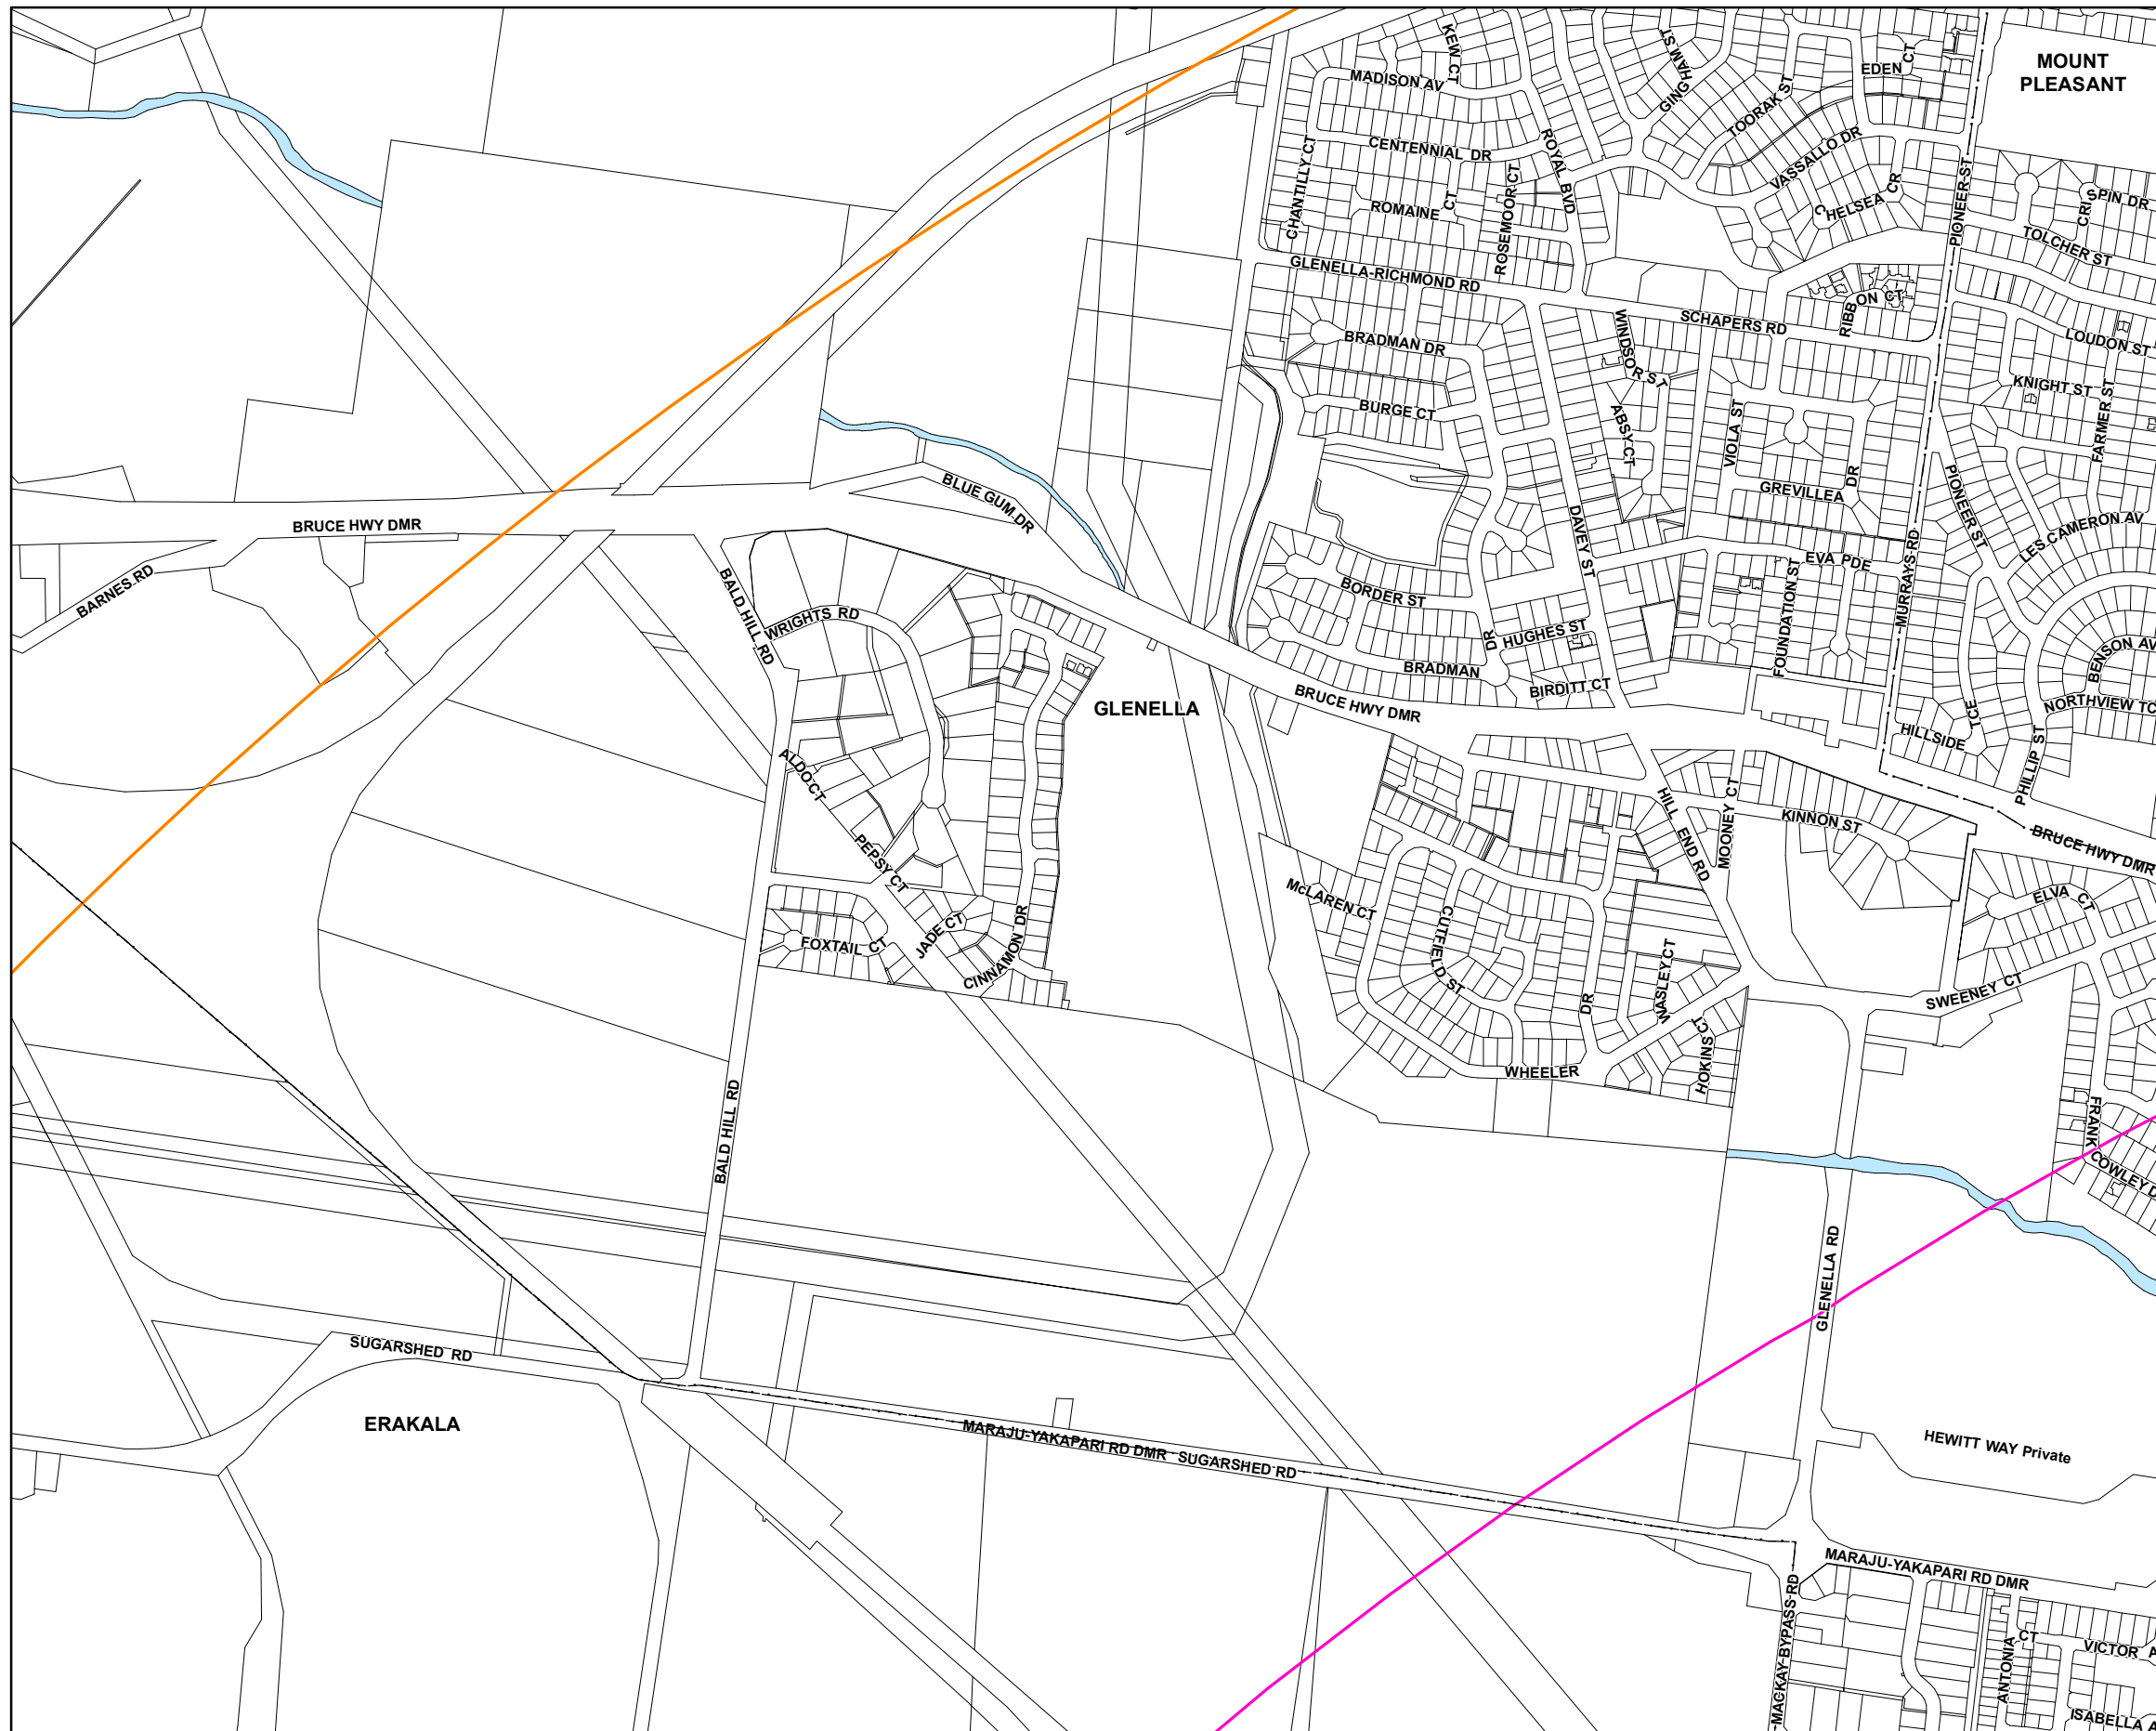 MOUNT
PLEASANT
KEW CT
GINGHAM ST
EDEN CT
MADISON AV
TOORAK ST
CENTENNIAL DR
ROYAL BVD
VASSALLO DR
CHANTILLY CT
ROMAINE CT
ROSEMOOR CT
CHELSEA CR
PIONEER ST
SPIN DR
CRI
TOLCHER ST
GLENELLA-RICHMOND RD
RIBBON CT
SCHAPERS RD
LOUDON ST
BRADMAN DR
WINDSOR ST
KNIGHT ST
FARMER ST
BURGE CT
ABSY CT
VIOLA ST
GREVILLEA DR
PIONEER ST
BLUE GUM DR
BRUCE HWY DMR
DAVEY ST
LES CAMERON AV
BARNES RD
BALD HILL RD
WRIGHTS RD
BORDER ST
EVA PDE
FOUNDATION ST
MURRAYS RD
HUGHES ST
BRADMAN DR
BIRDITT CT
BENSON AV
NORTHVIEW TC
GLENELLA
BRUCE HWY DMR
HILLSIDE TCE
PHILLIP ST
ALDO CT
PEPSY CT
HILL END RD
MOONEY CT
KINNON ST
BRUCE HWY DMR
McLAREN CT
CUTFIELD ST
ELVA CT
FOXTAIL CT
JADE CT
CINNAMON DR
WASLEY CT
SWEENEY CT
HOKINS CT
WHEELER DR
BALD HILL RD
FRANK
COWLEY D
GLENELLA RD
SUGARSHED RD
ERAKALA
MARAJU-YAKAPARI RD DMR SUGARSHED RD
HEWITT WAY Private
MARAJU-YAKAPARI RD DMR
MACKAY-BYPASS-RD
ANTONIA CT
VICTOR A
ISABELLA A